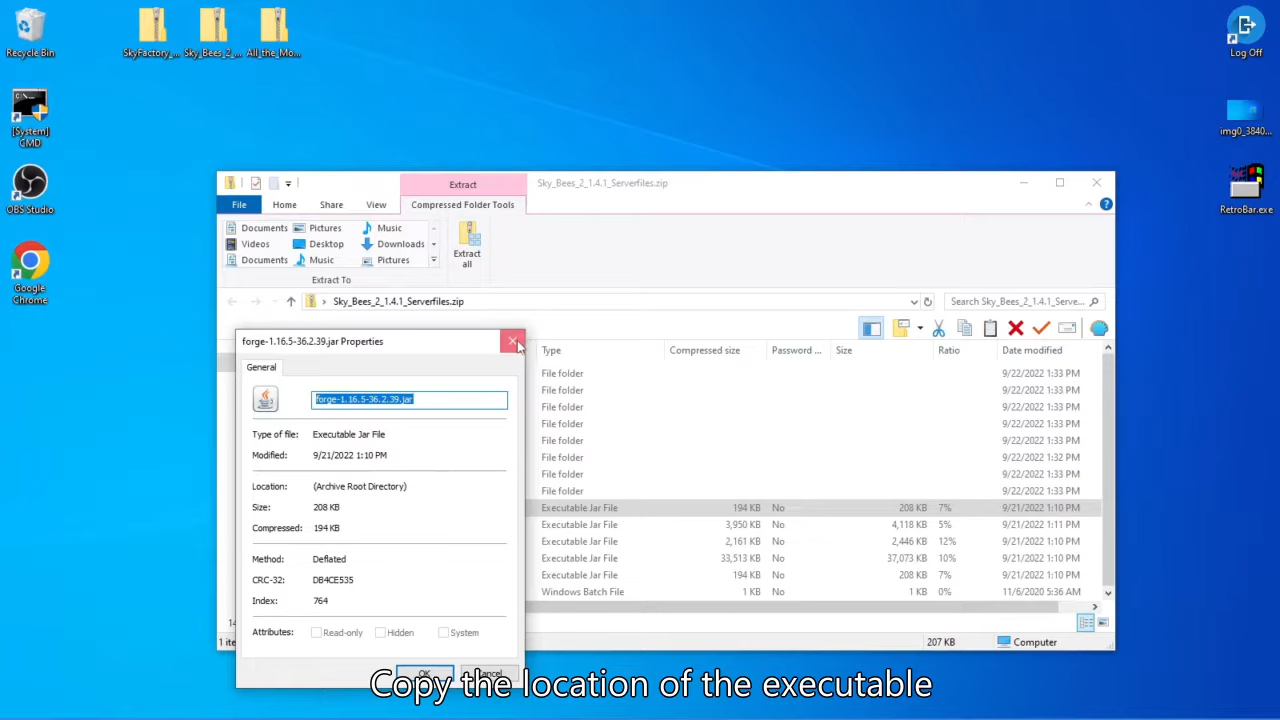 Recycle Bin
SkyFactory_...
Sky_Bees_2_...
All_the_Mo...
Log Off
[System]
CMD
img0_3840...
OBS Studio
RetroBar.exe
Google
Chrome
Extract
Sky_Bees_2_1.4.1_Serverfiles.zip
File
Home
Share
View
Compressed Folder Tools
Documents
Pictures
Music
Videos
Desktop
Downloads
Documents
Music
Pictures
Extract
all
Extract To
Sky_Bees_2_1.4.1_Serverfiles.zip
Search Sky_Bees_2_1.4.1_Serve...
forge-1.16.5-36.2.39.jar Properties
General
forge-1.16.5-36.2.39.jar
Type of file: Executable Jar File
Modified: 9/21/2022 1:10 PM
Location: (Archive Root Directory)
Size: 208 KB
Compressed: 194 KB
Method: Deflated
CRC-32: DB4CE535
Index: 764
Attributes: Read-only Hidden System
OK Cancel
Type Compressed size Password ... Size Ratio Date modified
File folder 9/22/2022 1:33 PM
File folder 9/22/2022 1:33 PM
File folder 9/22/2022 1:33 PM
File folder 9/22/2022 1:33 PM
File folder 9/22/2022 1:33 PM
File folder 9/22/2022 1:32 PM
File folder 9/22/2022 1:33 PM
File folder 9/22/2022 1:33 PM
Executable Jar File 194 KB No 208 KB 7% 9/21/2022 1:10 PM
Executable Jar File 3,950 KB No 4,118 KB 5% 9/21/2022 1:11 PM
Executable Jar File 2,161 KB No 2,446 KB 12% 9/21/2022 1:10 PM
Executable Jar File 33,513 KB No 37,073 KB 10% 9/21/2022 1:10 PM
Executable Jar File 194 KB No 208 KB 7% 9/21/2022 1:10 PM
Windows Batch File 1 KB No 1 KB 0% 11/6/2020 5:36 AM
14
1 ite
207 KB
Computer
Copy the location of the executable